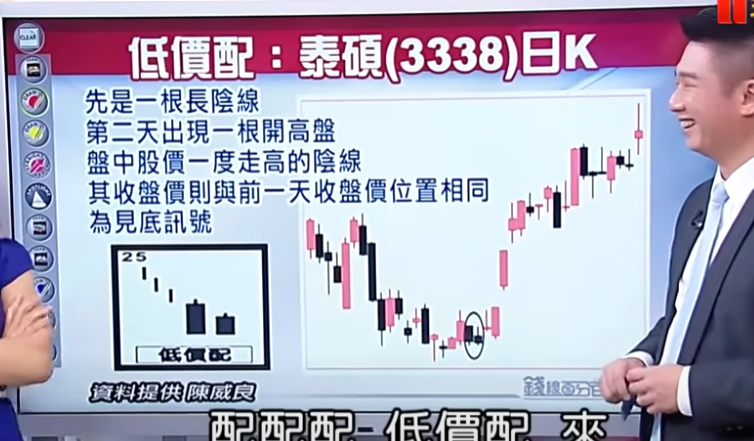 CLEAR
低價配：泰碩(3338)日K
先是一根長陰線
第二天出現一根開高盤
盤中股價一度走高的陰線
其收盤價則與前一天收盤價位置相同
為見底訊號
25
低價配
資料提供 陳威良
錢線百分百
配配配 低價配 來